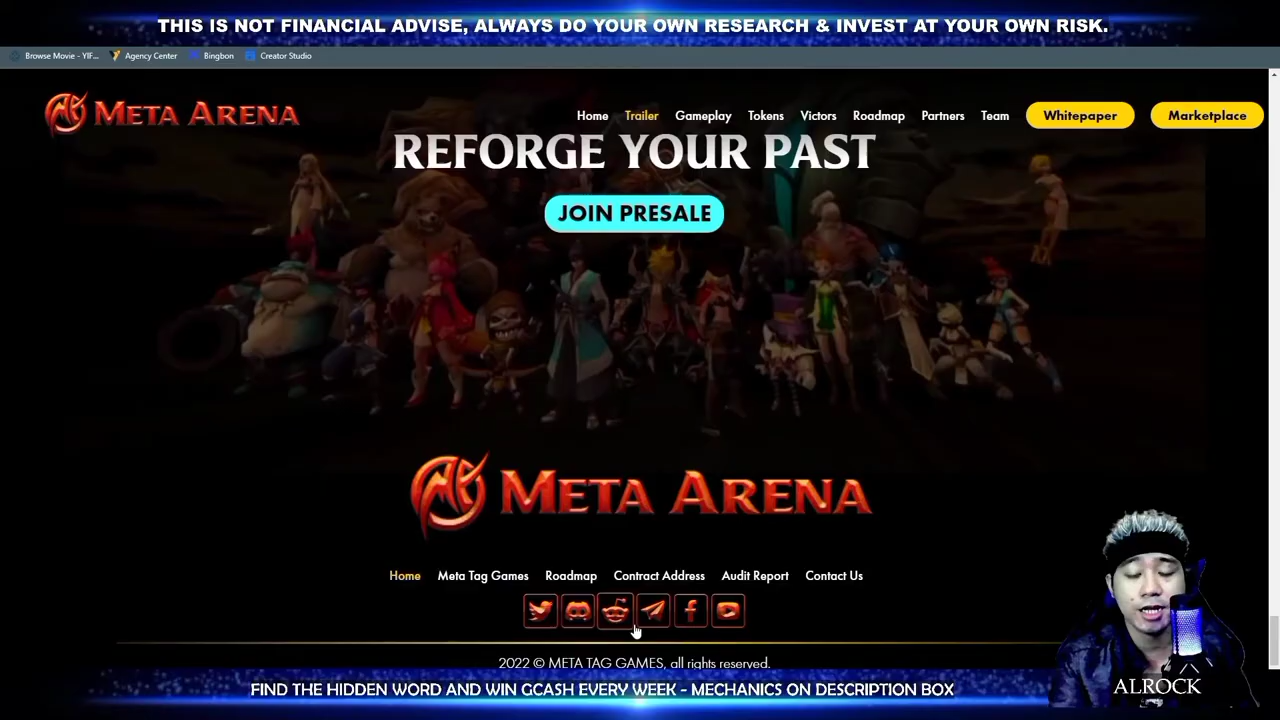 THIS IS NOT FINANCIAL ADVISE, ALWAYS DO YOUR OWN RESEARCH & INVEST AT YOUR OWN RISK.
Browse Movie - YIF... Agency Center Bingbon Creator Studio
META ARENA Home Trailer Gameplay Tokens Victors Roadmap Partners Team Whitepaper Marketplace
REFORGE YOUR PAST
JOIN PRESALE
META ARENA
Home Meta Tag Games Roadmap Contract Address Audit Report Contact Us
2022 © META TAG GAMES, all rights reserved.
ALROCK
FIND THE HIDDEN WORD AND WIN GCASH EVERY WEEK - MECHANICS ON DESCRIPTION BOX